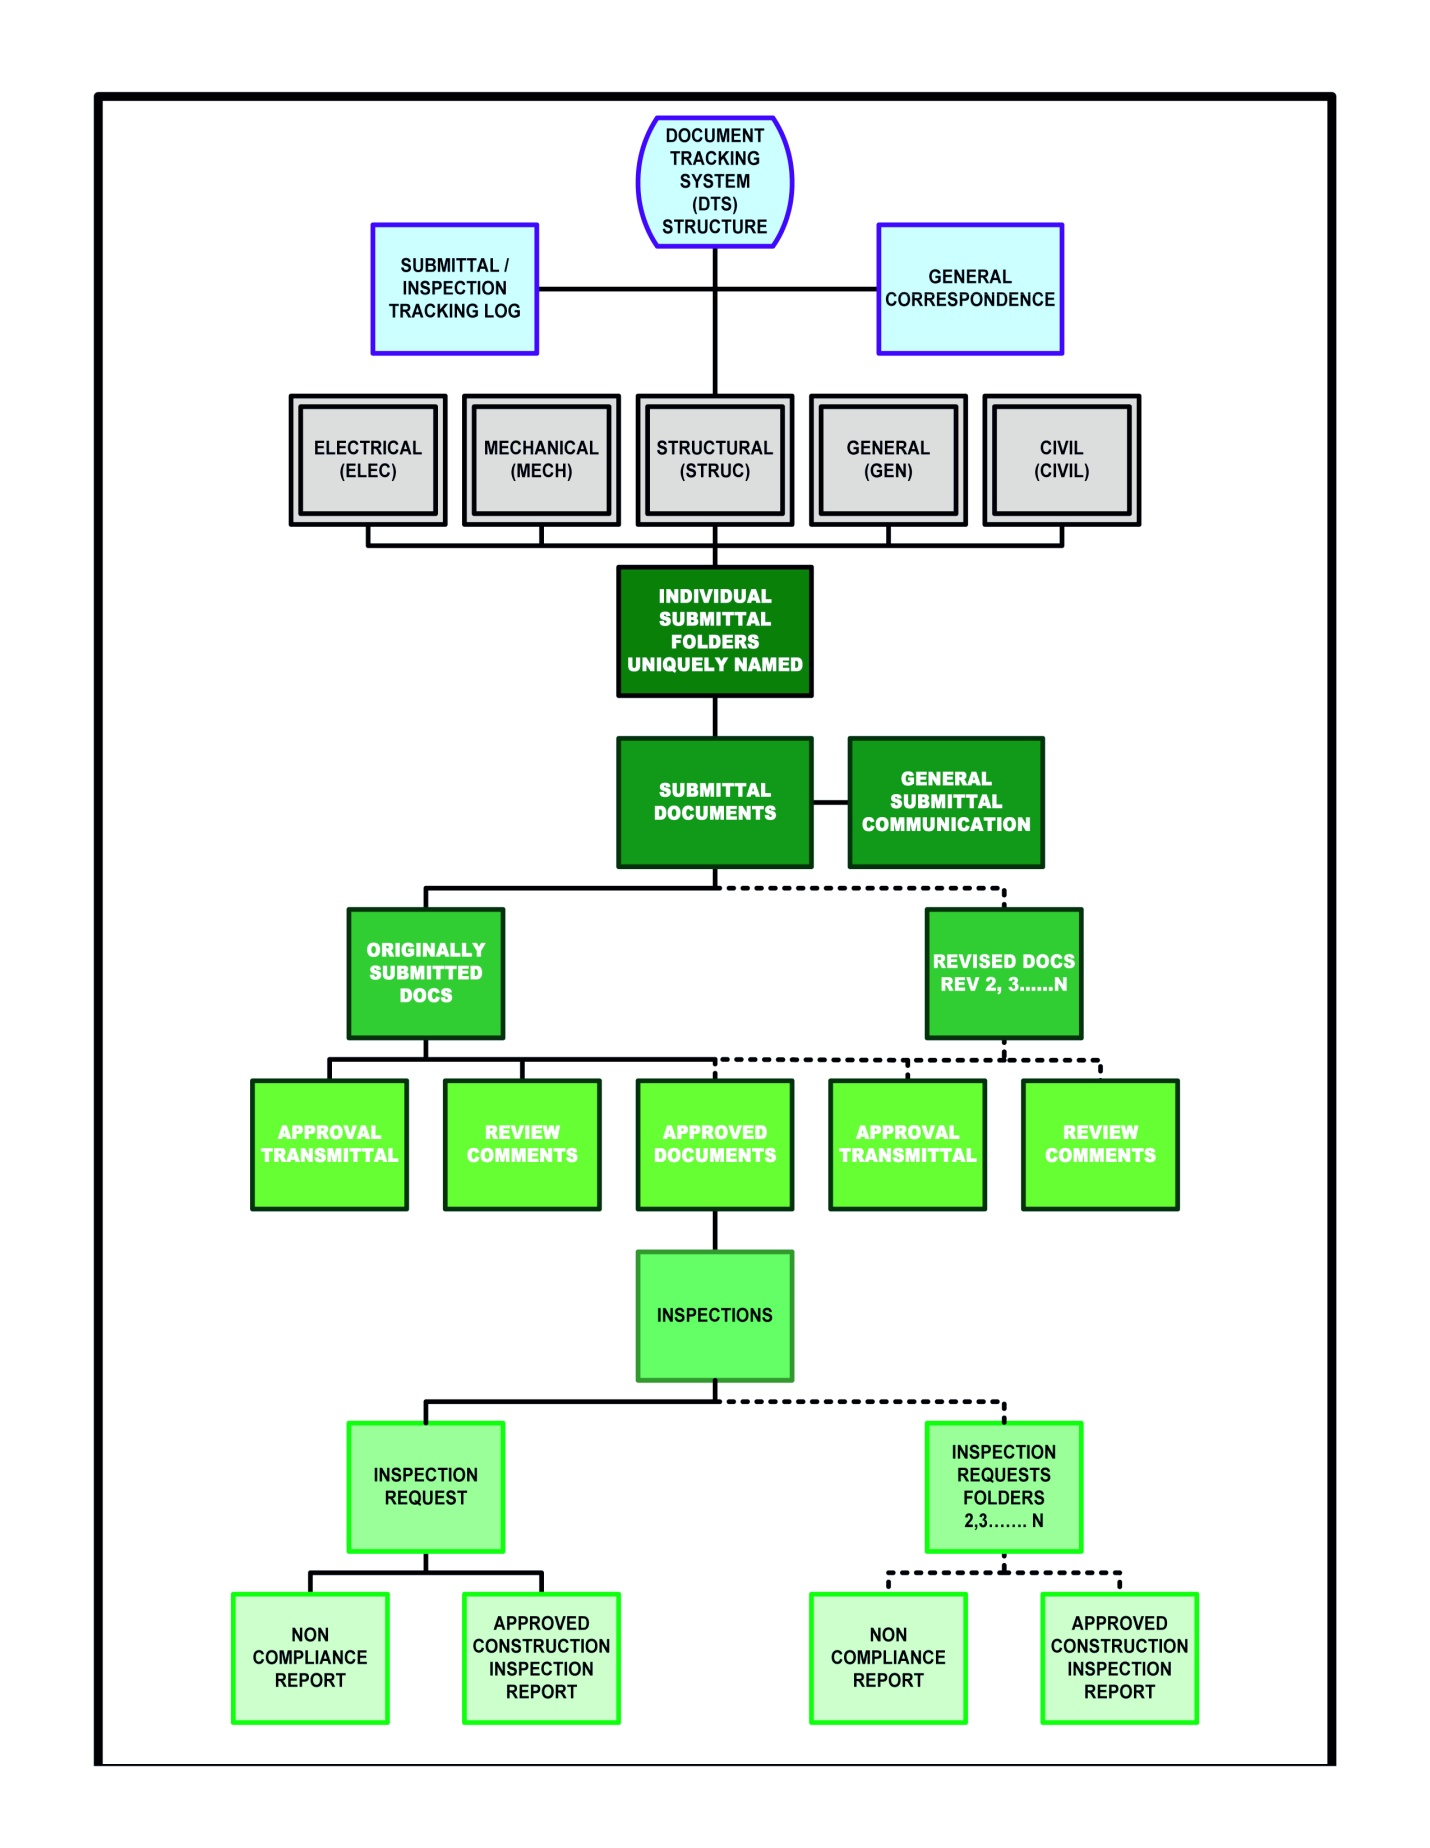 DOCUMENT
TRACKING
SYSTEM
(DTS)
STRUCTURE
SUBMITTAL /
INSPECTION
TRACKING LOG
GENERAL
CORRESPONDENCE
ELECTRICAL
(ELEC)
MECHANICAL
(MECH)
STRUCTURAL
(STRUC)
GENERAL
(GEN)
CIVIL
(CIVIL)
INDIVIDUAL
SUBMITTAL
FOLDERS
UNIQUELY NAMED
SUBMITTAL
DOCUMENTS
GENERAL
SUBMITTAL
COMMUNICATION
ORIGINALLY
SUBMITTED
DOCS
REVISED DOCS
REV 2, 3......N
APPROVAL
TRANSMITTAL
REVIEW
COMMENTS
APPROVED
DOCUMENTS
APPROVAL
TRANSMITTAL
REVIEW
COMMENTS
INSPECTIONS
INSPECTION
REQUEST
INSPECTION
REQUESTS
FOLDERS
2,3....... N
NON
COMPLIANCE
REPORT
APPROVED
CONSTRUCTION
INSPECTION
REPORT
NON
COMPLIANCE
REPORT
APPROVED
CONSTRUCTION
INSPECTION
REPORT